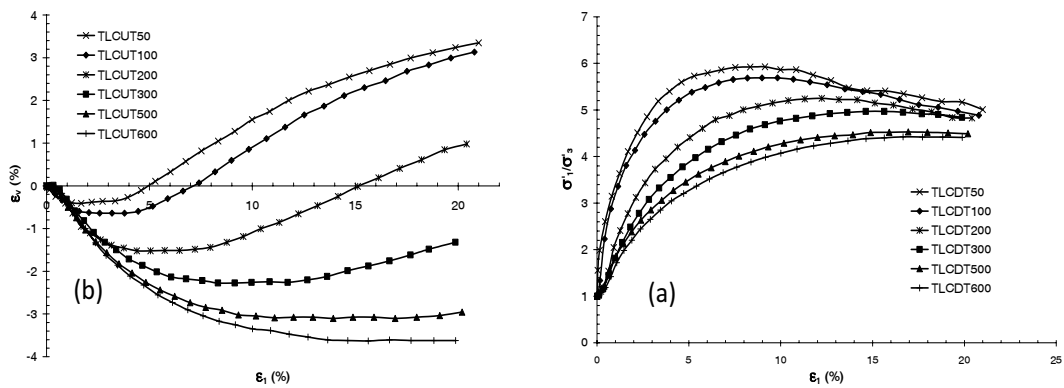 4
3
2
1
0
-1
-2
-3
-4
εv (%)
TLCUT50
TLCUT100
TLCUT200
TLCUT300
TLCUT500
TLCUT600
0 5 10 15 20
(b)
ε1 (%)
7
6
5
4
3
2
1
0
σ'1/σ'3
TLCDT50
TLCDT100
TLCDT200
TLCDT300
TLCDT500
TLCDT600
(a)
0 5 10 15 20 25
ε1 (%)